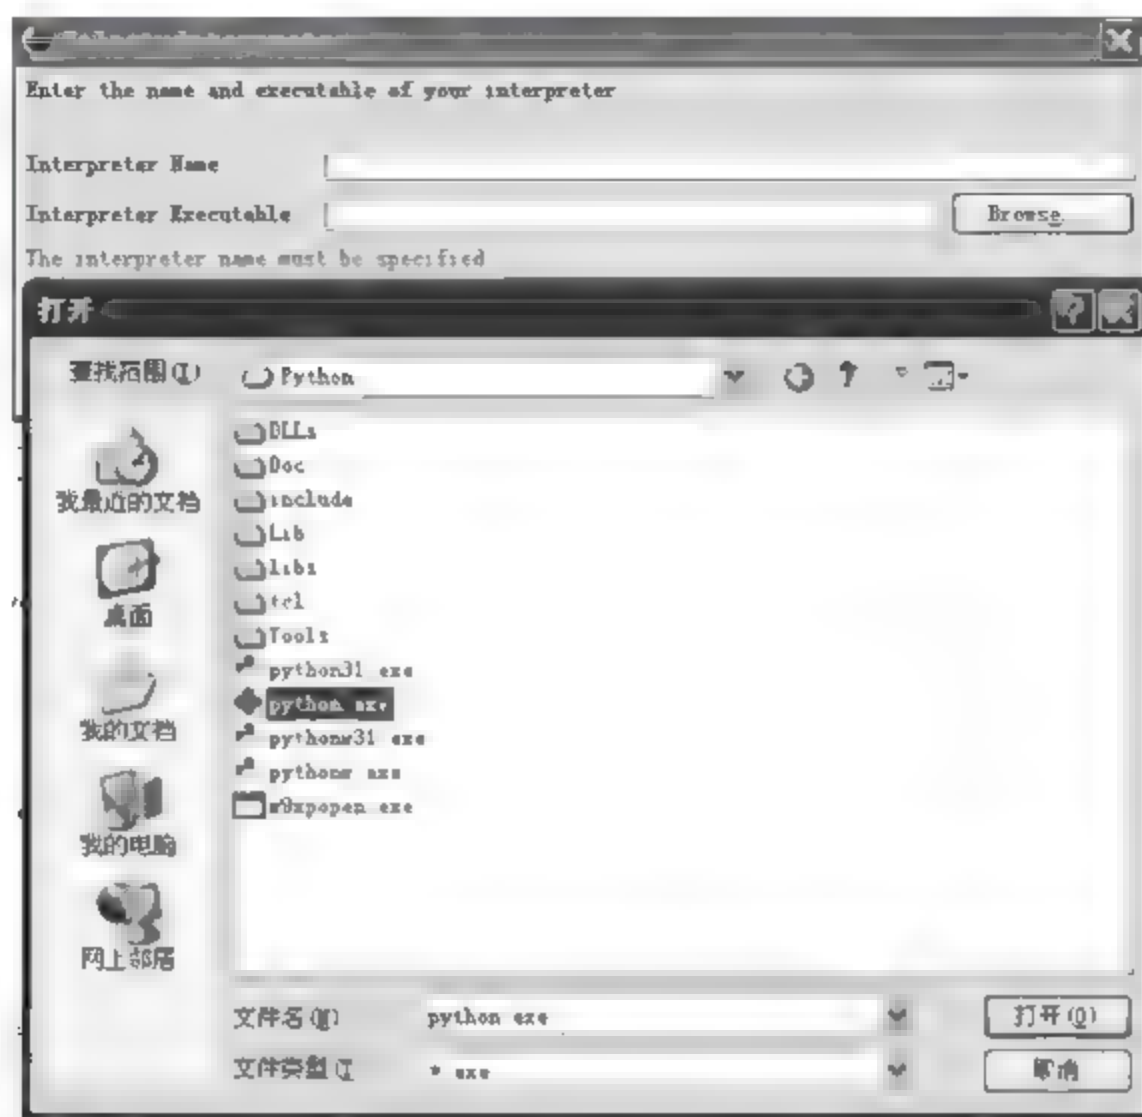 Enter the name and executable of your interpreter
Interpreter Name
Interpreter Executable Browse...
The interpreter name must be specified
打开
查找范围(I) Python
DLLs
Doc
include
Lib
libs
tcl
Tools
python31.exe
python.exe
pythonw31.exe
pythonw.exe
w9xpopen.exe
我最近的文档
桌面
我的文档
我的电脑
网上邻居
文件名(N) python.exe 打开(O)
文件类型(T) *.exe 取消